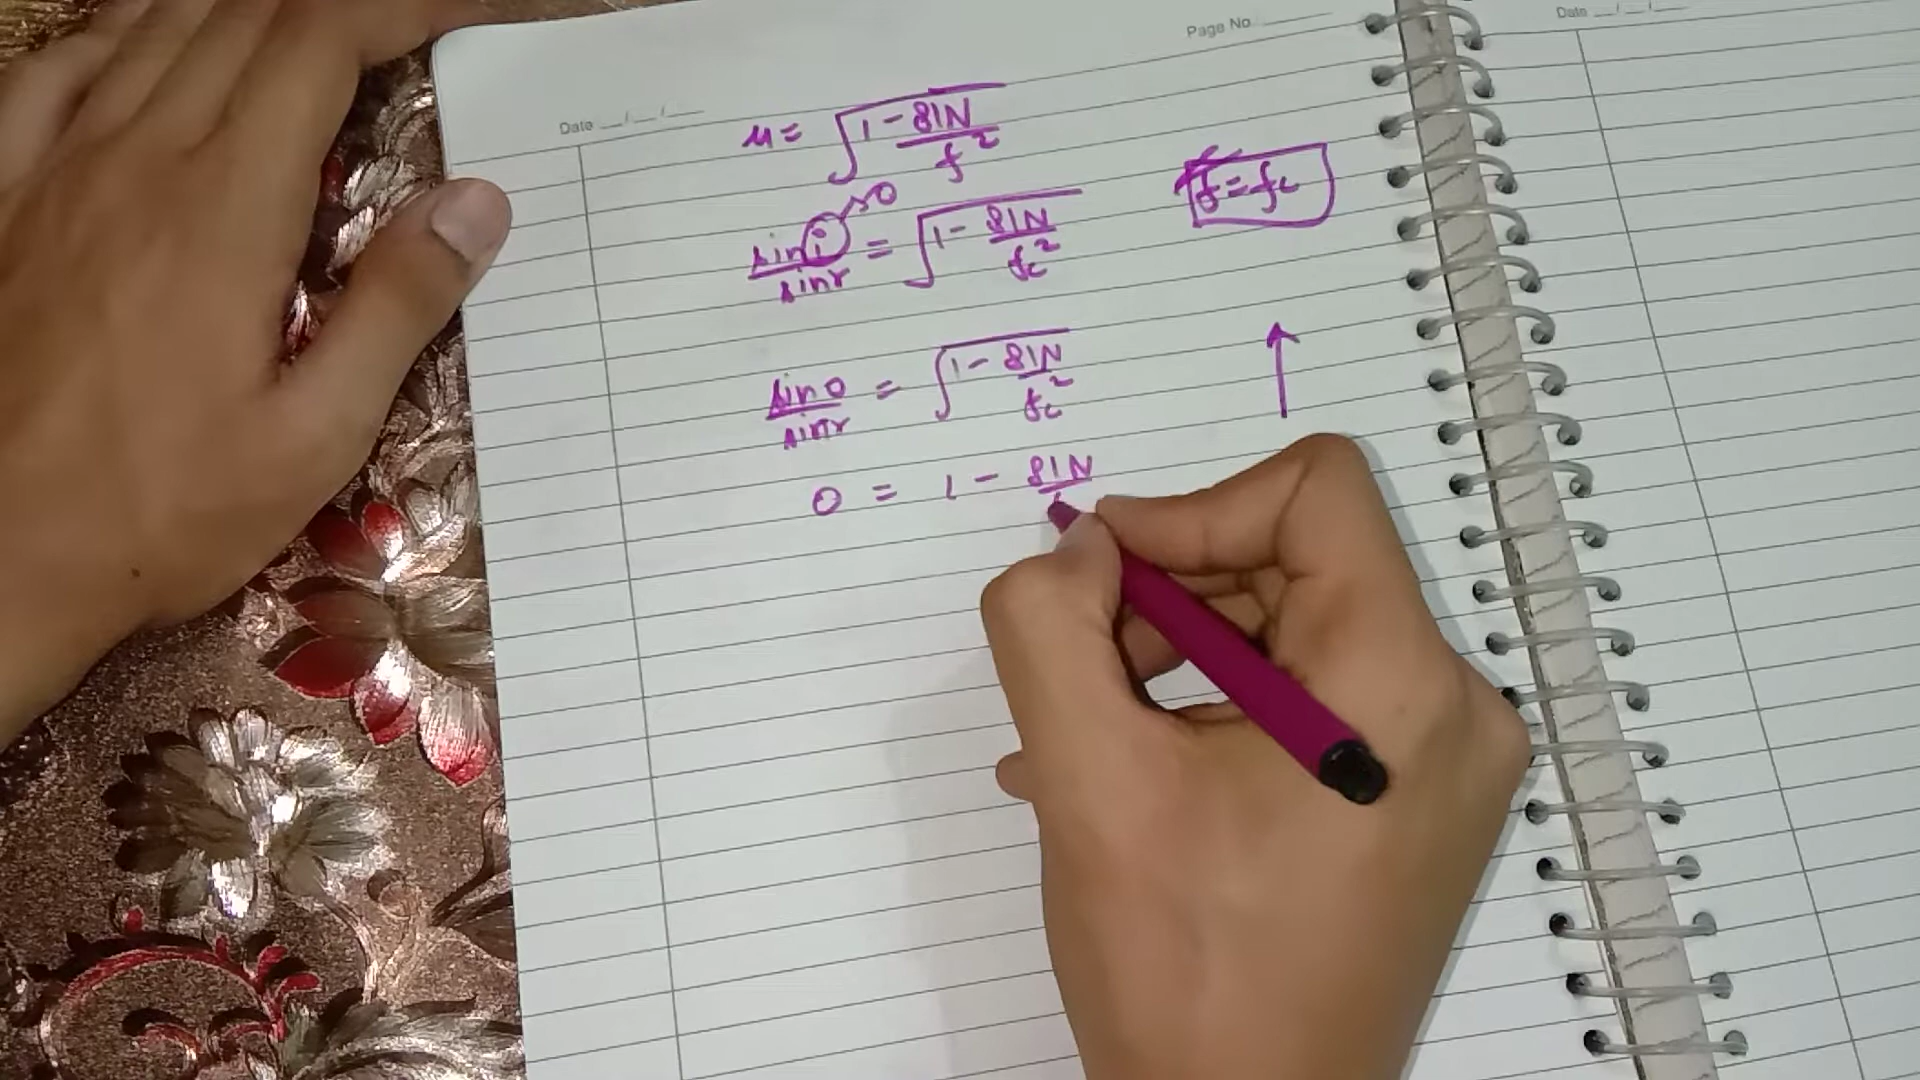 Page No
Date __/__/__
Date __/__/__
μ = √(1 - 81N/f²)
f = fc
sin i/sin r = √(1 - 81N/fc²)
sin 0/sin r = √(1 - 81N/fc²)
0 = 1 - 81N